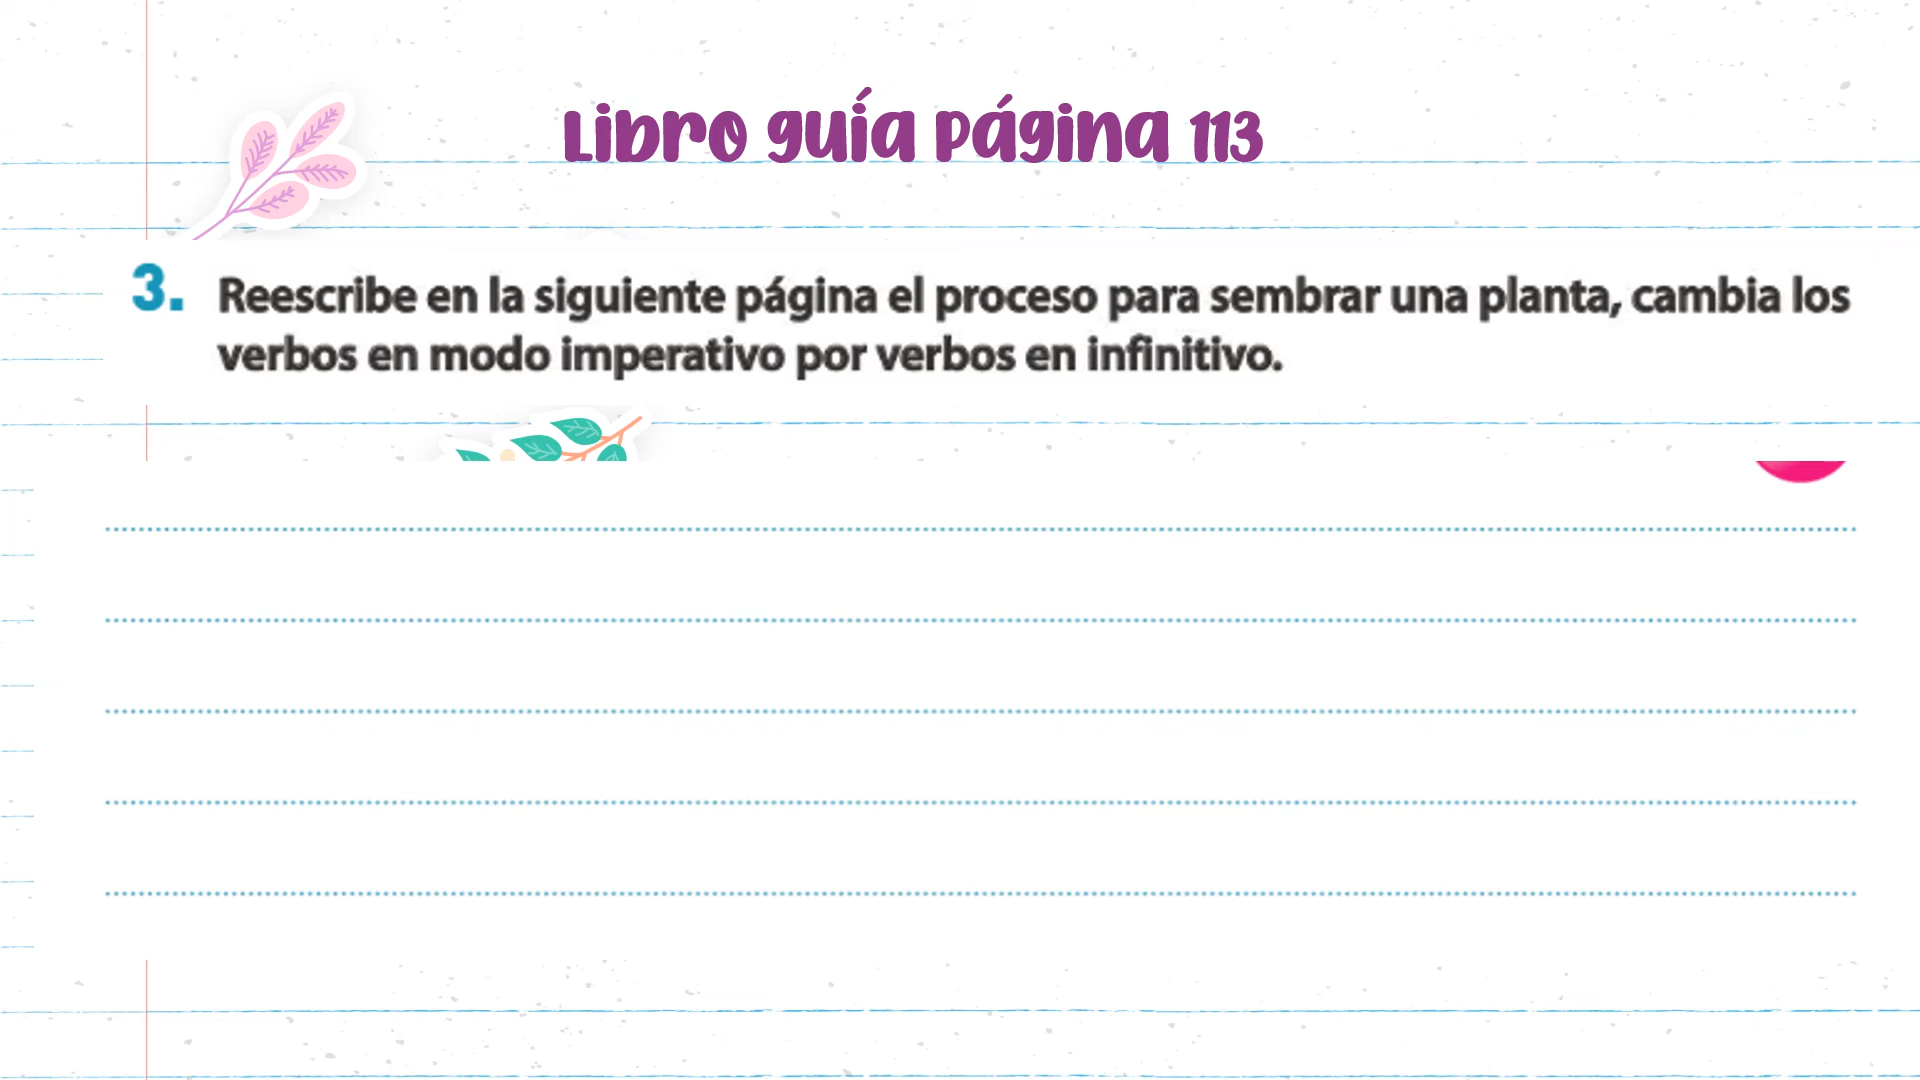 Libro guía página 113
3. Reescribe en la siguiente página el proceso para sembrar una planta, cambia los
verbos en modo imperativo por verbos en infinitivo.